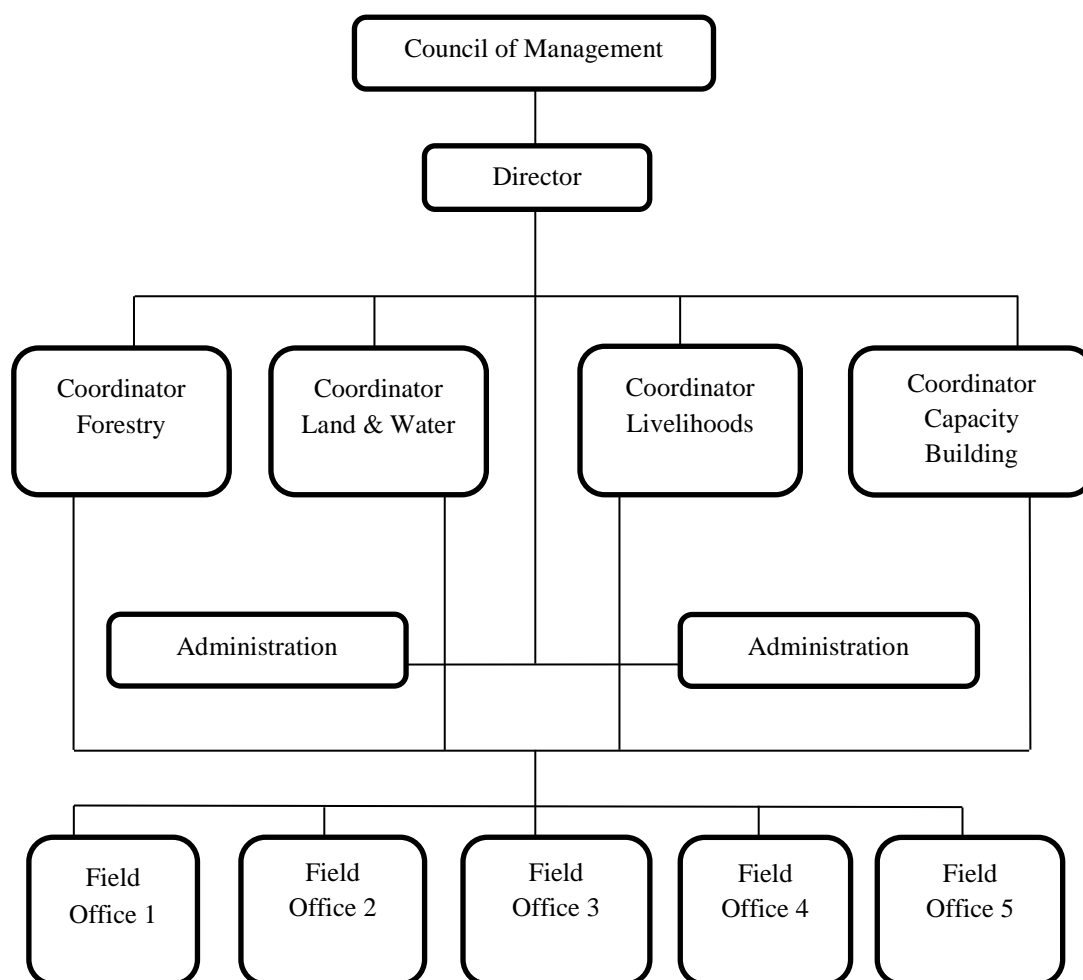 Council of Management
Director
Coordinator
Forestry
Coordinator
Land & Water
Coordinator
Livelihoods
Coordinator
Capacity
Building
Administration
Administration
Field
Office 1
Field
Office 2
Field
Office 3
Field
Office 4
Field
Office 5